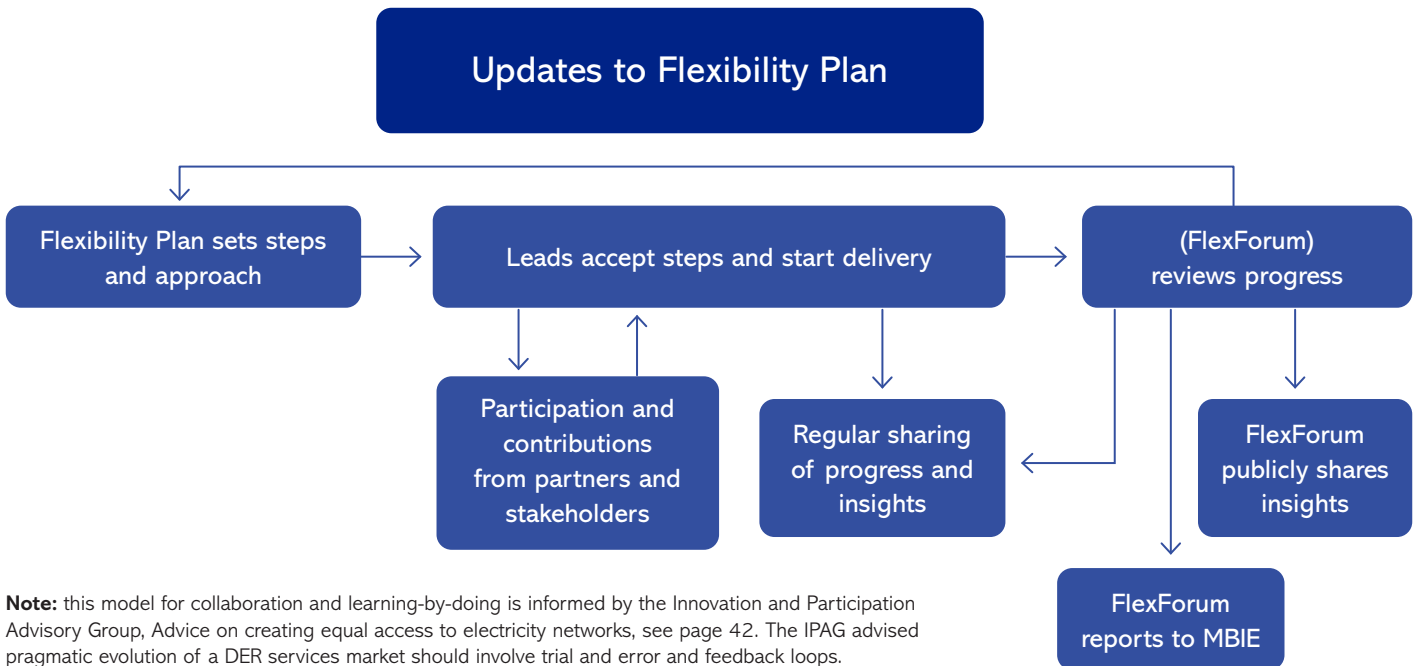 Updates to Flexibility Plan
Flexibility Plan sets steps
and approach
Leads accept steps and start delivery
(FlexForum)
reviews progress
Participation and
contributions
from partners and
stakeholders
Regular sharing
of progress and
insights
FlexForum
publicly shares
insights
FlexForum
reports to MBIE
Note: this model for collaboration and learning-by-doing is informed by the Innovation and Participation
Advisory Group, Advice on creating equal access to electricity networks, see page 42. The IPAG advised
pragmatic evolution of a DER services market should involve trial and error and feedback loops.